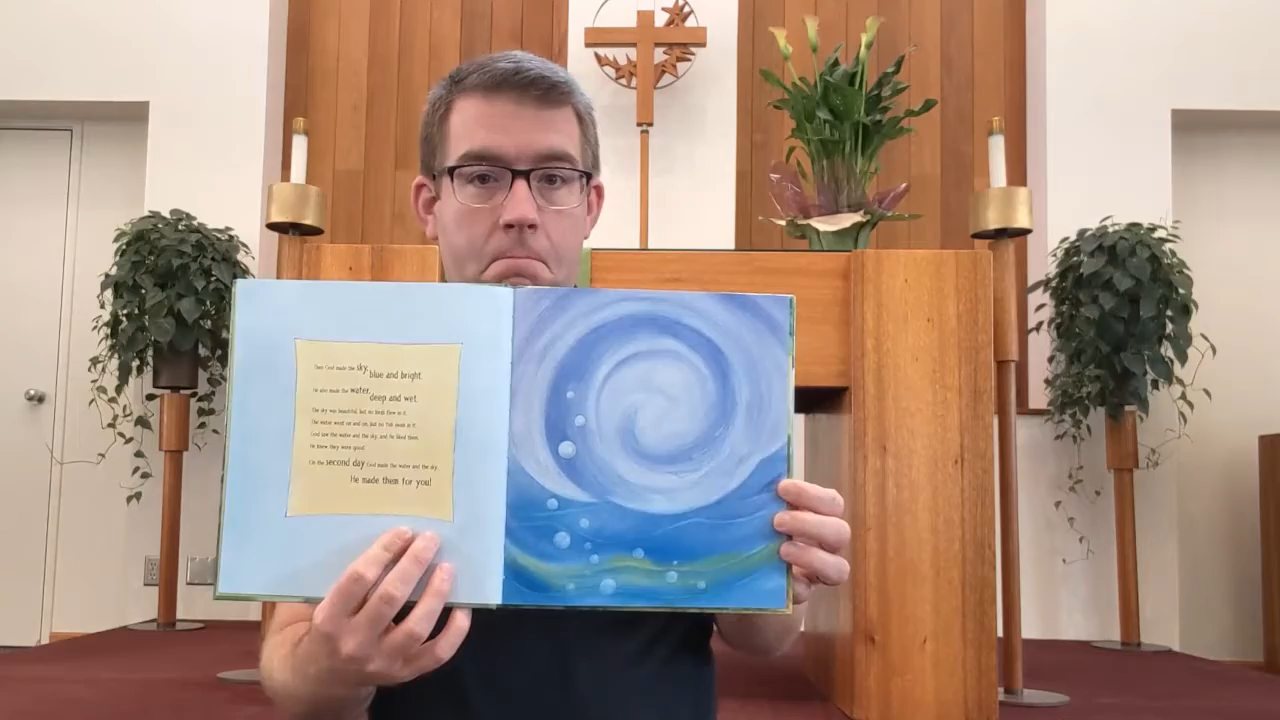 Then God made the sky, blue and bright.
He also made the water, deep and wet.
The sky was beautiful, but no birds flew in it.
The water went on and on, but no fish swam in it.
God saw the water and the sky, and He liked them.
He knew they were good.
On the second day God made the water and the sky.
He made them for you!